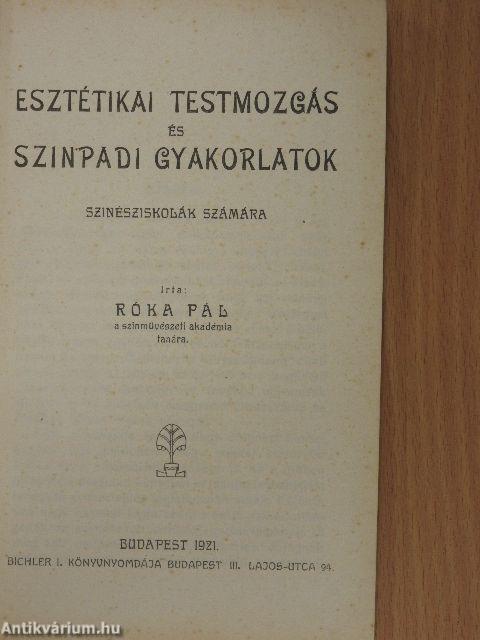 ESZTÉTIKAI TESTMOZGÁS
ÉS
SZINPADI GYAKORLATOK
SZINÉSZISKOLÁK SZÁMÁRA
Irta:
RÓKA PÁL
a szinművészeti akadémia
tanára.
BUDAPEST 1921.
BICHLER I. KÖNYVNYOMDÁJA BUDAPEST III. LAJOS-UTCA 94.
Antikvárium.hu